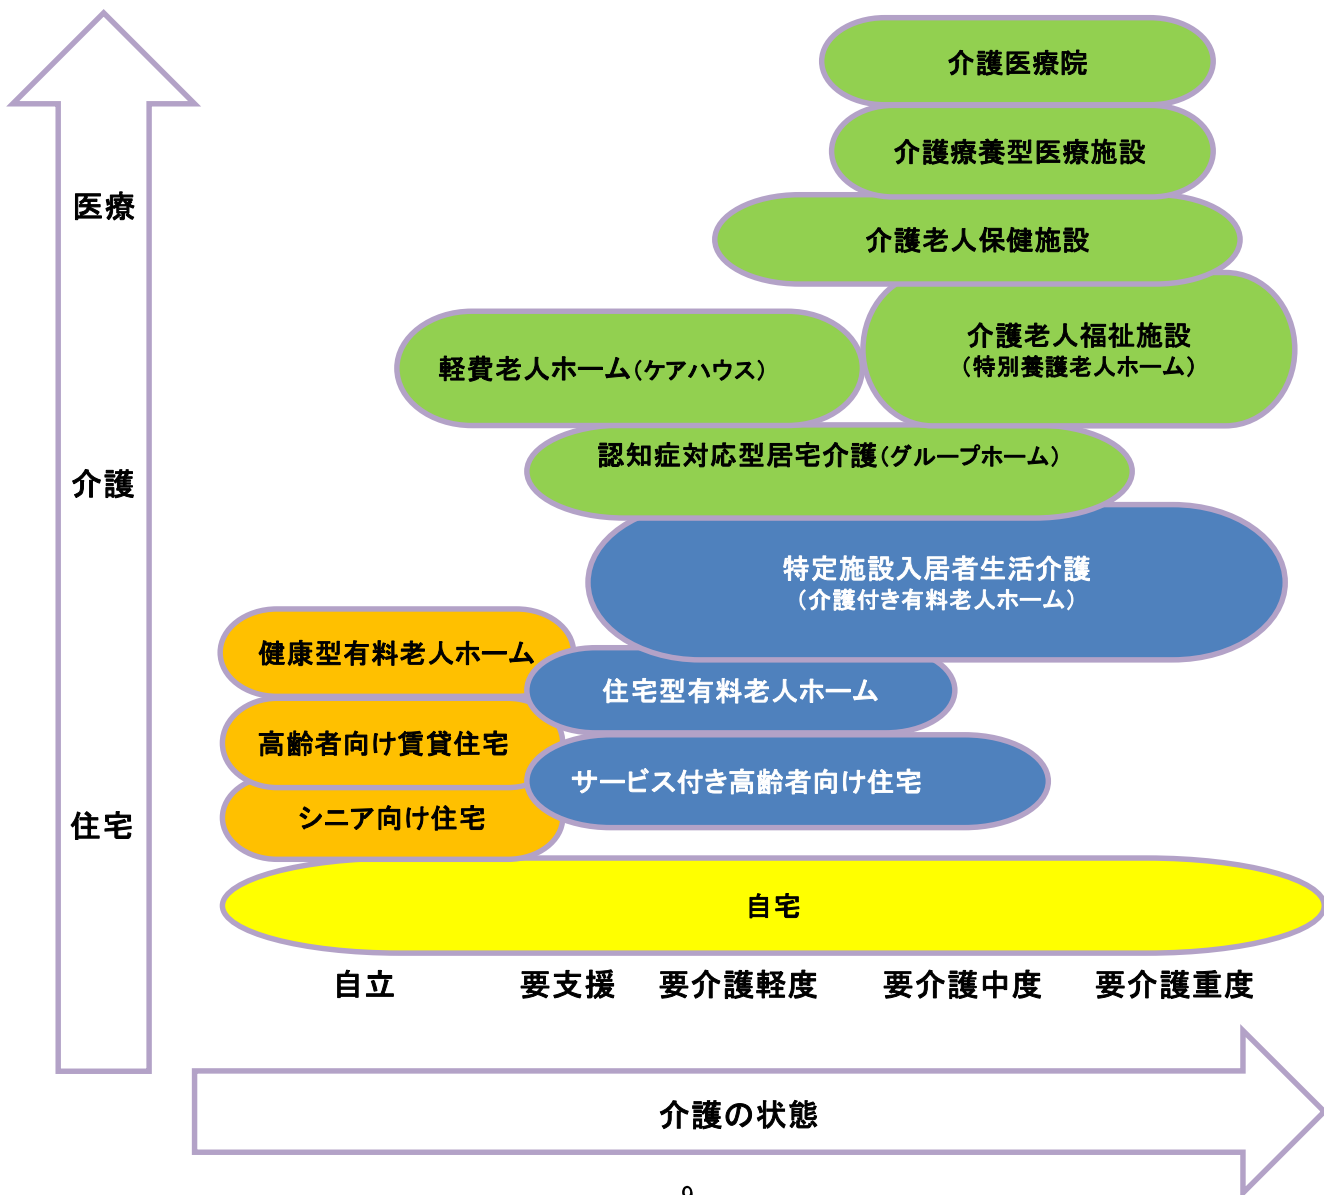 介護医療院
介護療養型医療施設
医療
介護老人保健施設
介護老人福祉施設
(特別養護老人ホーム)
軽費老人ホーム(ケアハウス)
認知症対応型居宅介護(グループホーム)
介護
特定施設入居者生活介護
(介護付き有料老人ホーム)
健康型有料老人ホーム
住宅型有料老人ホーム
高齢者向け賃貸住宅
サービス付き高齢者向け住宅
シニア向け住宅
住宅
自宅
自立 要支援 要介護軽度 要介護中度 要介護重度
介護の状態